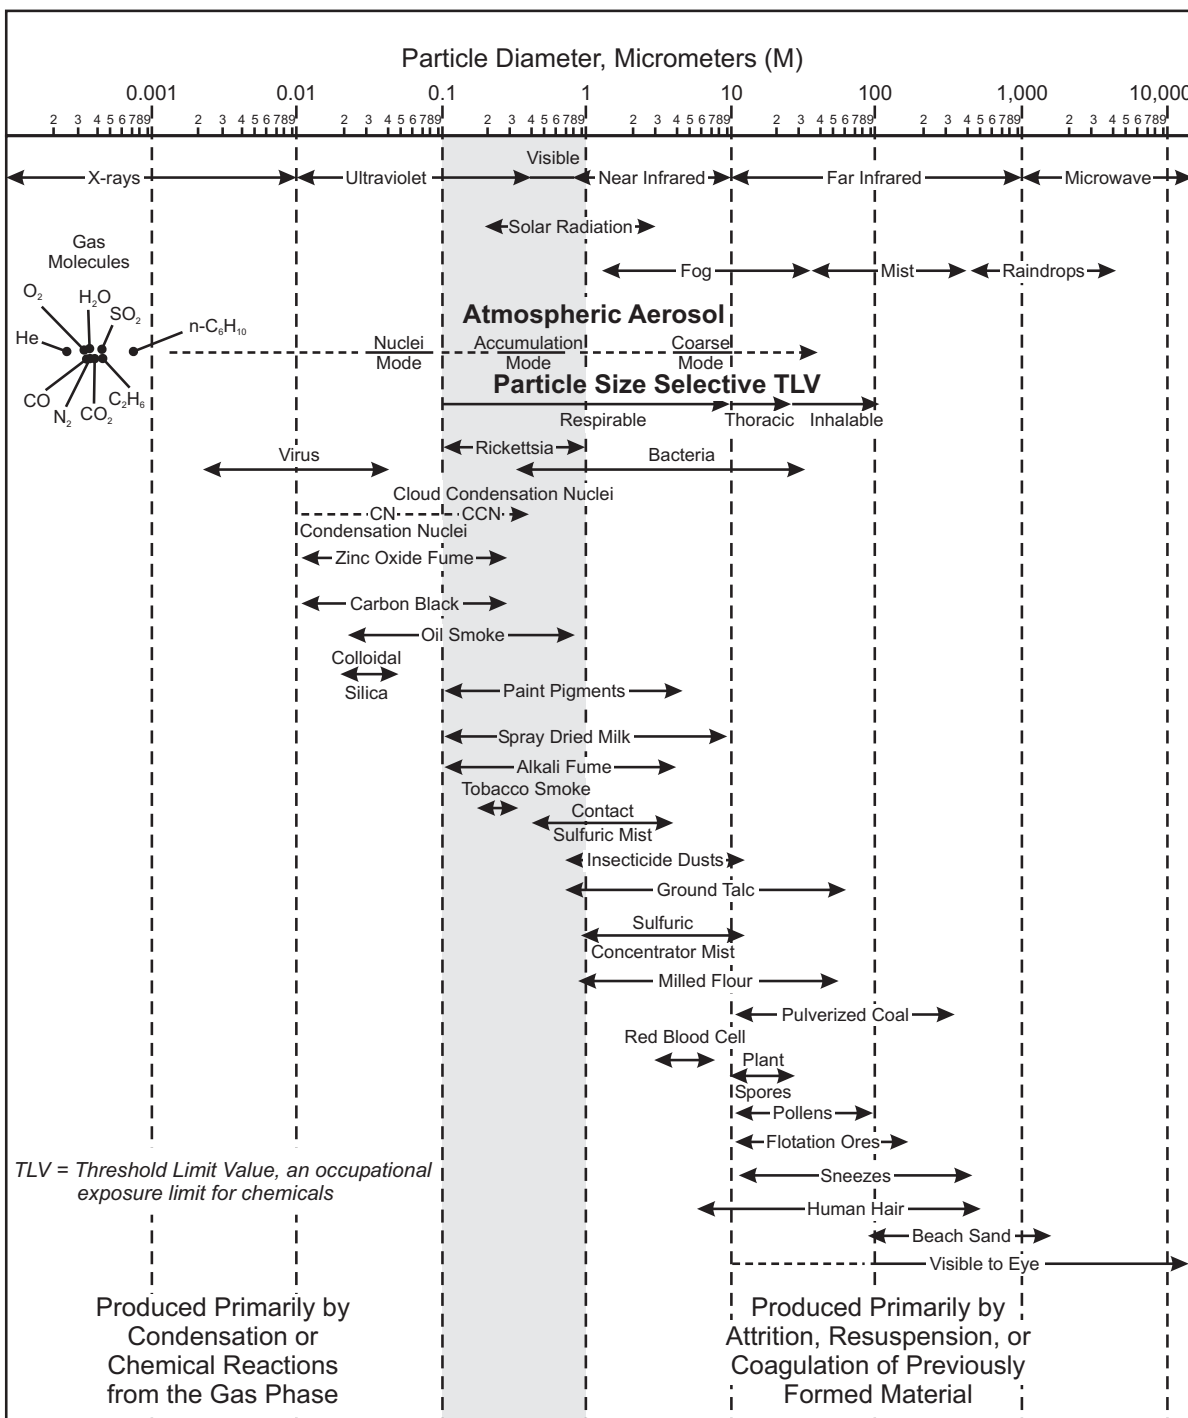 Particle Diameter, Micrometers (M)
0.001 0.01 0.1 1 10 100 1,000 10,000
2 3 4 5 6 7 8 9 2 3 4 5 6 7 8 9 2 3 4 5 6 7 8 9 2 3 4 5 6 7 8 9 2 3 4 5 6 7 8 9 2 3 4 5 6 7 8 9 2 3 4 5 6 7 8 9 2 3 4 5 6 7 8 9
Visible
X-rays Ultraviolet Near Infrared Far Infrared Microwave
Solar Radiation
Gas
Molecules
Fog Mist Raindrops
O₂
H₂O
SO₂
He
n-C₆H₁₀
CO
N₂
CO₂
C₂H₆
Atmospheric Aerosol
Nuclei
Mode
Accumulation
Mode
Coarse
Mode
Particle Size Selective TLV
Respirable Thoracic Inhalable
Rickettsia
Virus Bacteria
Cloud Condensation Nuclei
CN CCN
Condensation Nuclei
Zinc Oxide Fume
Carbon Black
Oil Smoke
Colloidal
Silica
Paint Pigments
Spray Dried Milk
Alkali Fume
Tobacco Smoke
Contact
Sulfuric Mist
Insecticide Dusts
Ground Talc
Sulfuric
Concentrator Mist
Milled Flour
Pulverized Coal
Red Blood Cell
Plant
Spores
Pollens
Flotation Ores
TLV = Threshold Limit Value, an occupational
exposure limit for chemicals
Sneezes
Human Hair
Beach Sand
Visible to Eye
Produced Primarily by
Condensation or
Chemical Reactions
from the Gas Phase
Produced Primarily by
Attrition, Resuspension, or
Coagulation of Previously
Formed Material